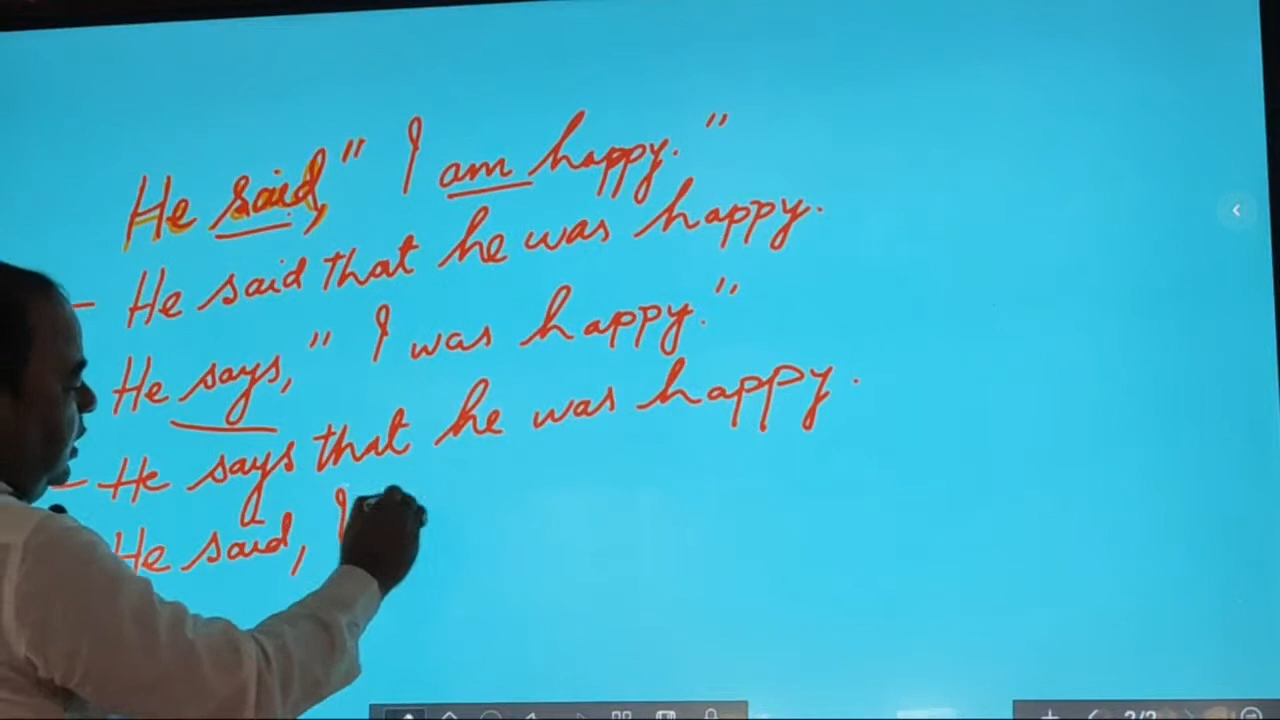 He said," I am happy."
- He said that he was happy.
He says," I was happy."
- He says that he was happy.
He said, I